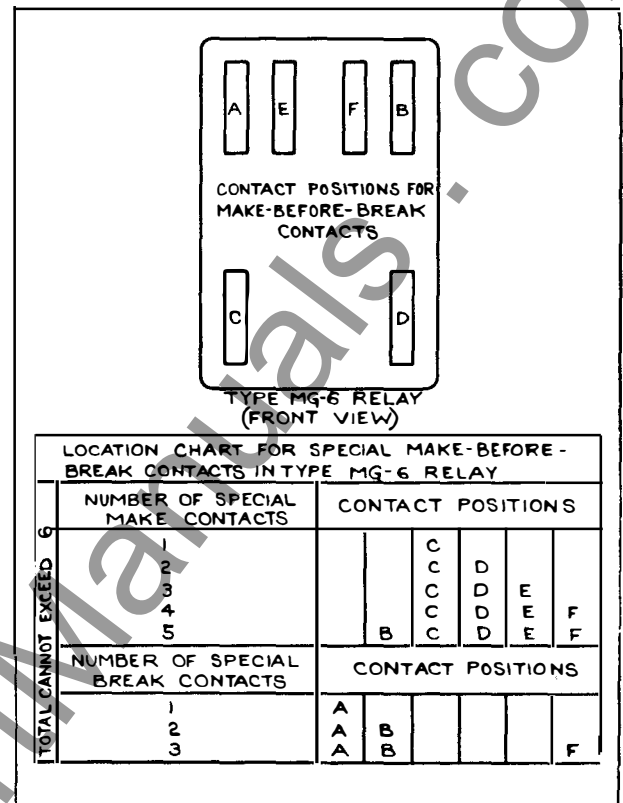 A E F B
CONTACT POSITIONS FOR
MAKE-BEFORE-BREAK
CONTACTS
C D
TYPE MG-6 RELAY
(FRONT VIEW)
LOCATION CHART FOR SPECIAL MAKE-BEFORE-
BREAK CONTACTS IN TYPE MG-6 RELAY
TOTAL CANNOT EXCEED 6
NUMBER OF SPECIAL
MAKE CONTACTS
CONTACT POSITIONS
1 C
2 C D
3 C D E
4 C D E F
5 B C D E F
NUMBER OF SPECIAL
BREAK CONTACTS
CONTACT POSITIONS
1 A
2 A B
3 A B F